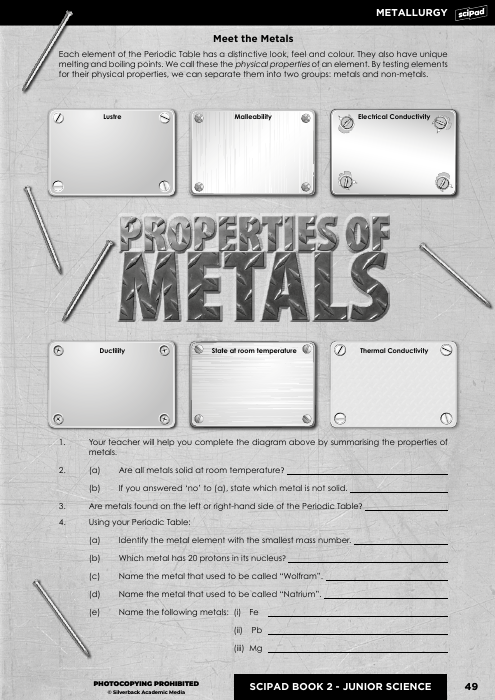 METALLURGY
scipad
Meet the Metals
Each element of the Periodic Table has a distinctive look, feel and colour. They also have unique
melting and boiling points. We call these the physical properties of an element. By testing elements
for their physical properties, we can separate them into two groups: metals and non-metals.
Lustre
Malleability
Electrical Conductivity
PROPERTIES OF
METALS
Ductility
State at room temperature
Thermal Conductivity
1. Your teacher will help you complete the diagram above by summarising the properties of
metals.
2. (a) Are all metals solid at room temperature?
(b) If you answered ‘no’ to (a), state which metal is not solid.
3. Are metals found on the left or right-hand side of the Periodic Table?
4. Using your Periodic Table:
(a) Identify the metal element with the smallest mass number.
(b) Which metal has 20 protons in its nucleus?
(c) Name the metal that used to be called “Wolfram”.
(d) Name the metal that used to be called “Natrium”.
(e) Name the following metals: (i) Fe
(ii) Pb
(iii) Mg
PHOTOCOPYING PROHIBITED
© Silverback Academic Media
SCIPAD BOOK 2 - JUNIOR SCIENCE
49